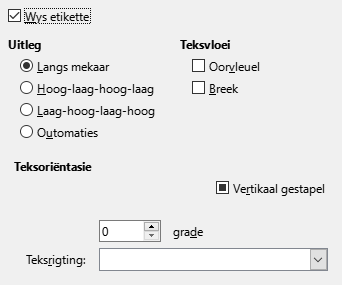 Wys etikette
Uitleg
Teksvloei
Langs mekaar
Oorvleuel
Hoog-laag-hoog-laag
Breek
Laag-hoog-laag-hoog
Outomaties
Teksoriëntasie
Vertikaal gestapel
0
grade
Teksrigting: